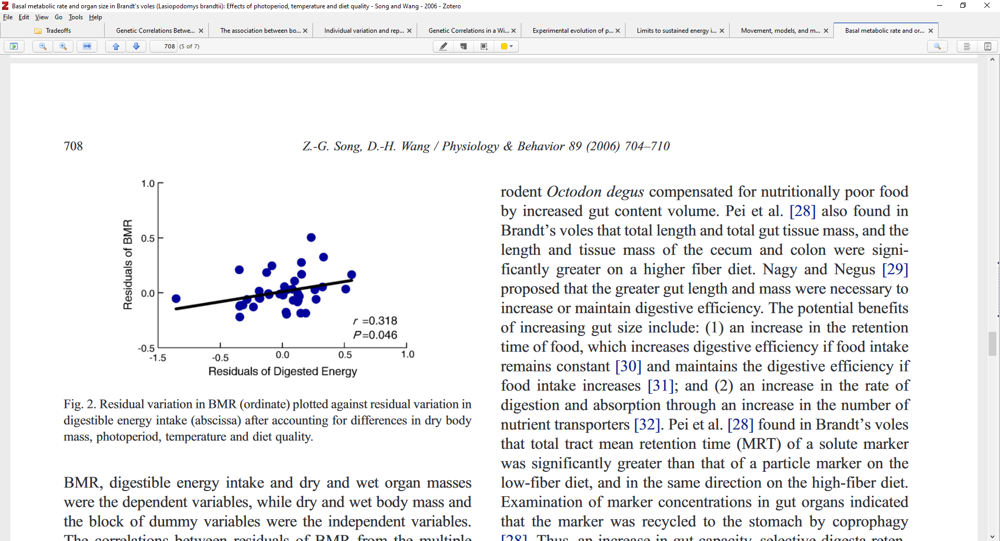 Basal metabolic rate and organ size in Brandt's voles (Lasiopodomys brandtii): Effects of photoperiod, temperature and diet quality - Song and Wang - 2006 - Zotero
File Edit View Go Tools Help
Tradeoffs
Genetic Correlations Betwe...
The association between bo...
Individual variation and rep...
Genetic Correlations in a Wi...
Experimental evolution of p...
Limits to sustained energy i...
Movement, models, and m...
Basal metabolic rate and or...
708 (5 of 7)
708
Z.-G. Song, D.-H. Wang / Physiology & Behavior 89 (2006) 704–710
1.0
0.5
0.0
-0.5
Residuals of BMR
r =0.318
P=0.046
-1.5 -0.5 0.0 0.5 1.0
Residuals of Digested Energy
Fig. 2. Residual variation in BMR (ordinate) plotted against residual variation in
digestible energy intake (abscissa) after accounting for differences in dry body
mass, photoperiod, temperature and diet quality.
BMR, digestible energy intake and dry and wet organ masses
were the dependent variables, while dry and wet body mass and
the block of dummy variables were the independent variables.
The correlations between residuals of BMR from the multiple
rodent Octodon degus compensated for nutritionally poor food
by increased gut content volume. Pei et al. [28] also found in
Brandt's voles that total length and total gut tissue mass, and the
length and tissue mass of the cecum and colon were signi-
ficantly greater on a higher fiber diet. Nagy and Negus [29]
proposed that the greater gut length and mass were necessary to
increase or maintain digestive efficiency. The potential benefits
of increasing gut size include: (1) an increase in the retention
time of food, which increases digestive efficiency if food intake
remains constant [30] and maintains the digestive efficiency if
food intake increases [31]; and (2) an increase in the rate of
digestion and absorption through an increase in the number of
nutrient transporters [32]. Pei et al. [28] found in Brandt's voles
that total tract mean retention time (MRT) of a solute marker
was significantly greater than that of a particle marker on the
low-fiber diet, and in the same direction on the high-fiber diet.
Examination of marker concentrations in gut organs indicated
that the marker was recycled to the stomach by coprophagy
[28]. Thus, an increase in gut capacity, selective digesta reten-